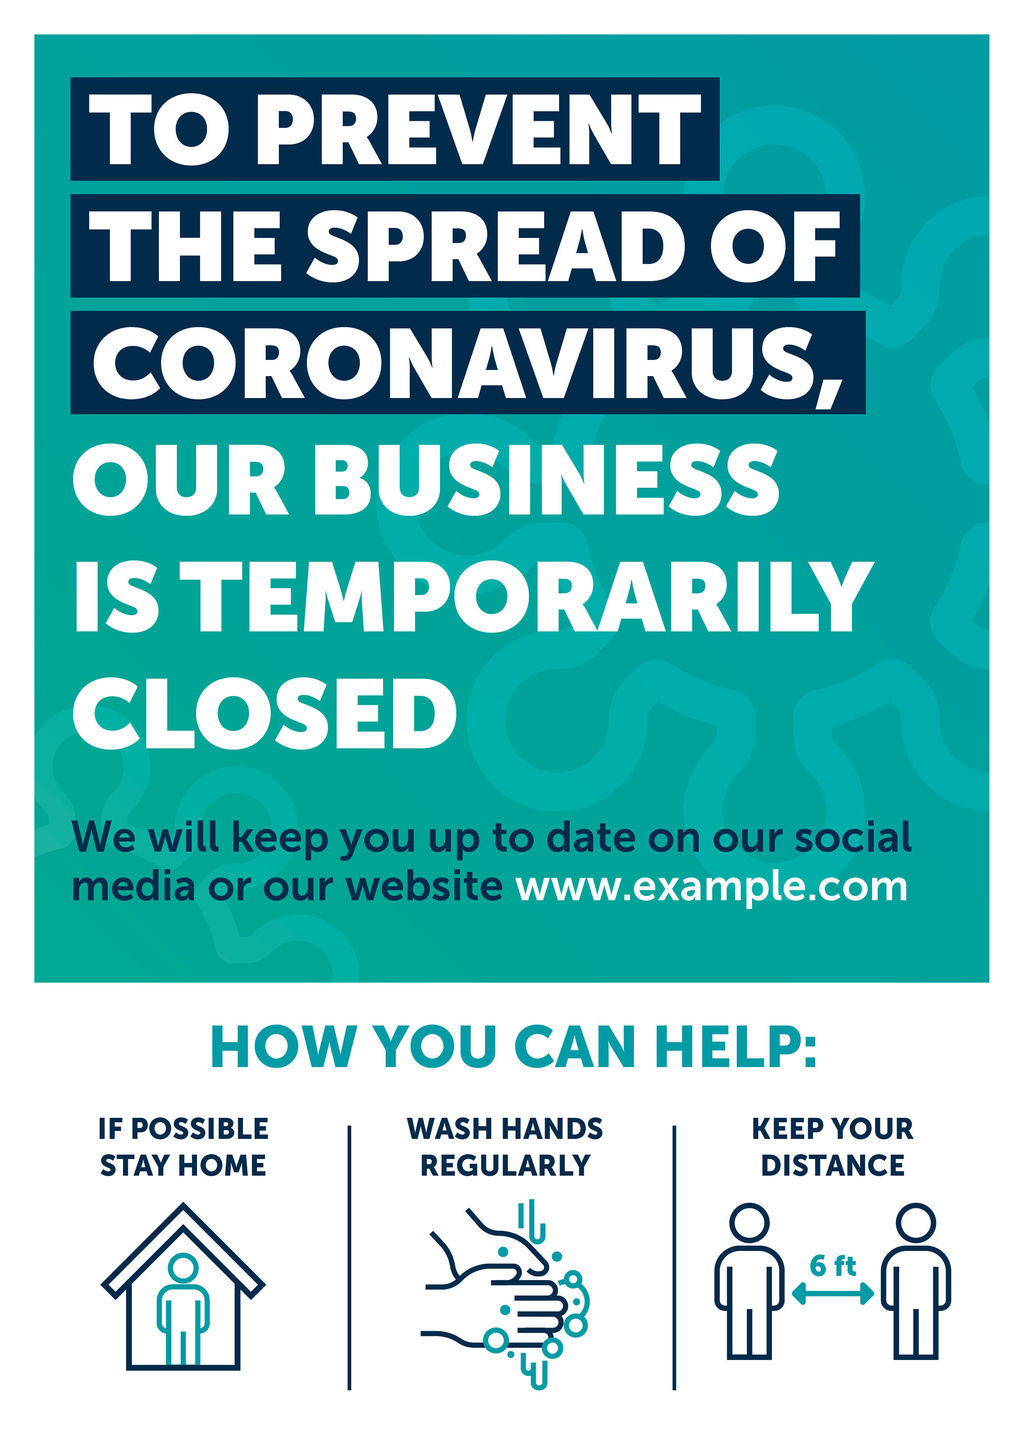 TO PREVENT
THE SPREAD OF
CORONAVIRUS,
OUR BUSINESS
IS TEMPORARILY
CLOSED
We will keep you up to date on our social
media or our website www.example.com
HOW YOU CAN HELP:
IF POSSIBLE
STAY HOME
WASH HANDS
REGULARLY
KEEP YOUR
DISTANCE
6 ft